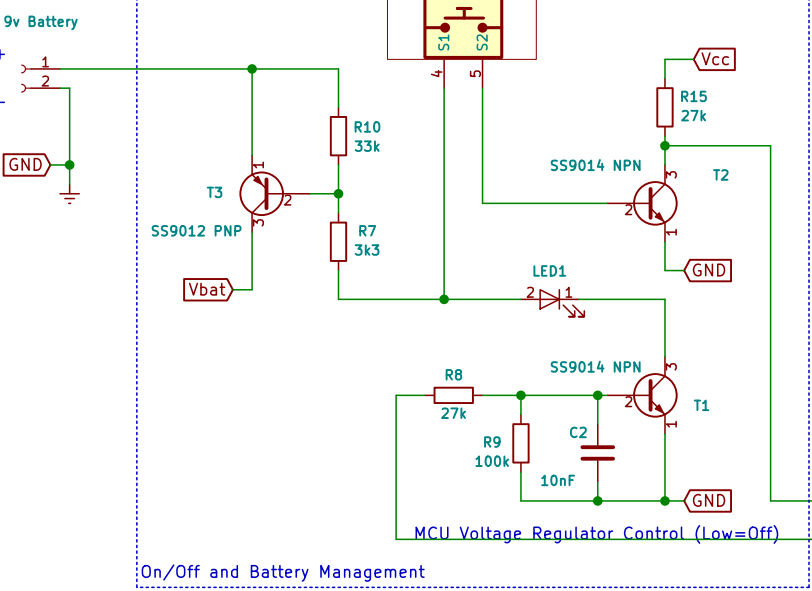 9v Battery
+
1
2
-
GND
T3
1
2
3
SS9012 PNP
Vbat
R10
33k
R7
3k3
S1
S2
4
5
Vcc
R15
27k
SS9014 NPN
T2
3
2
1
GND
LED1
2
1
SS9014 NPN
T1
3
2
1
R8
27k
R9
100k
C2
10nF
GND
MCU Voltage Regulator Control (Low=Off)
On/Off and Battery Management